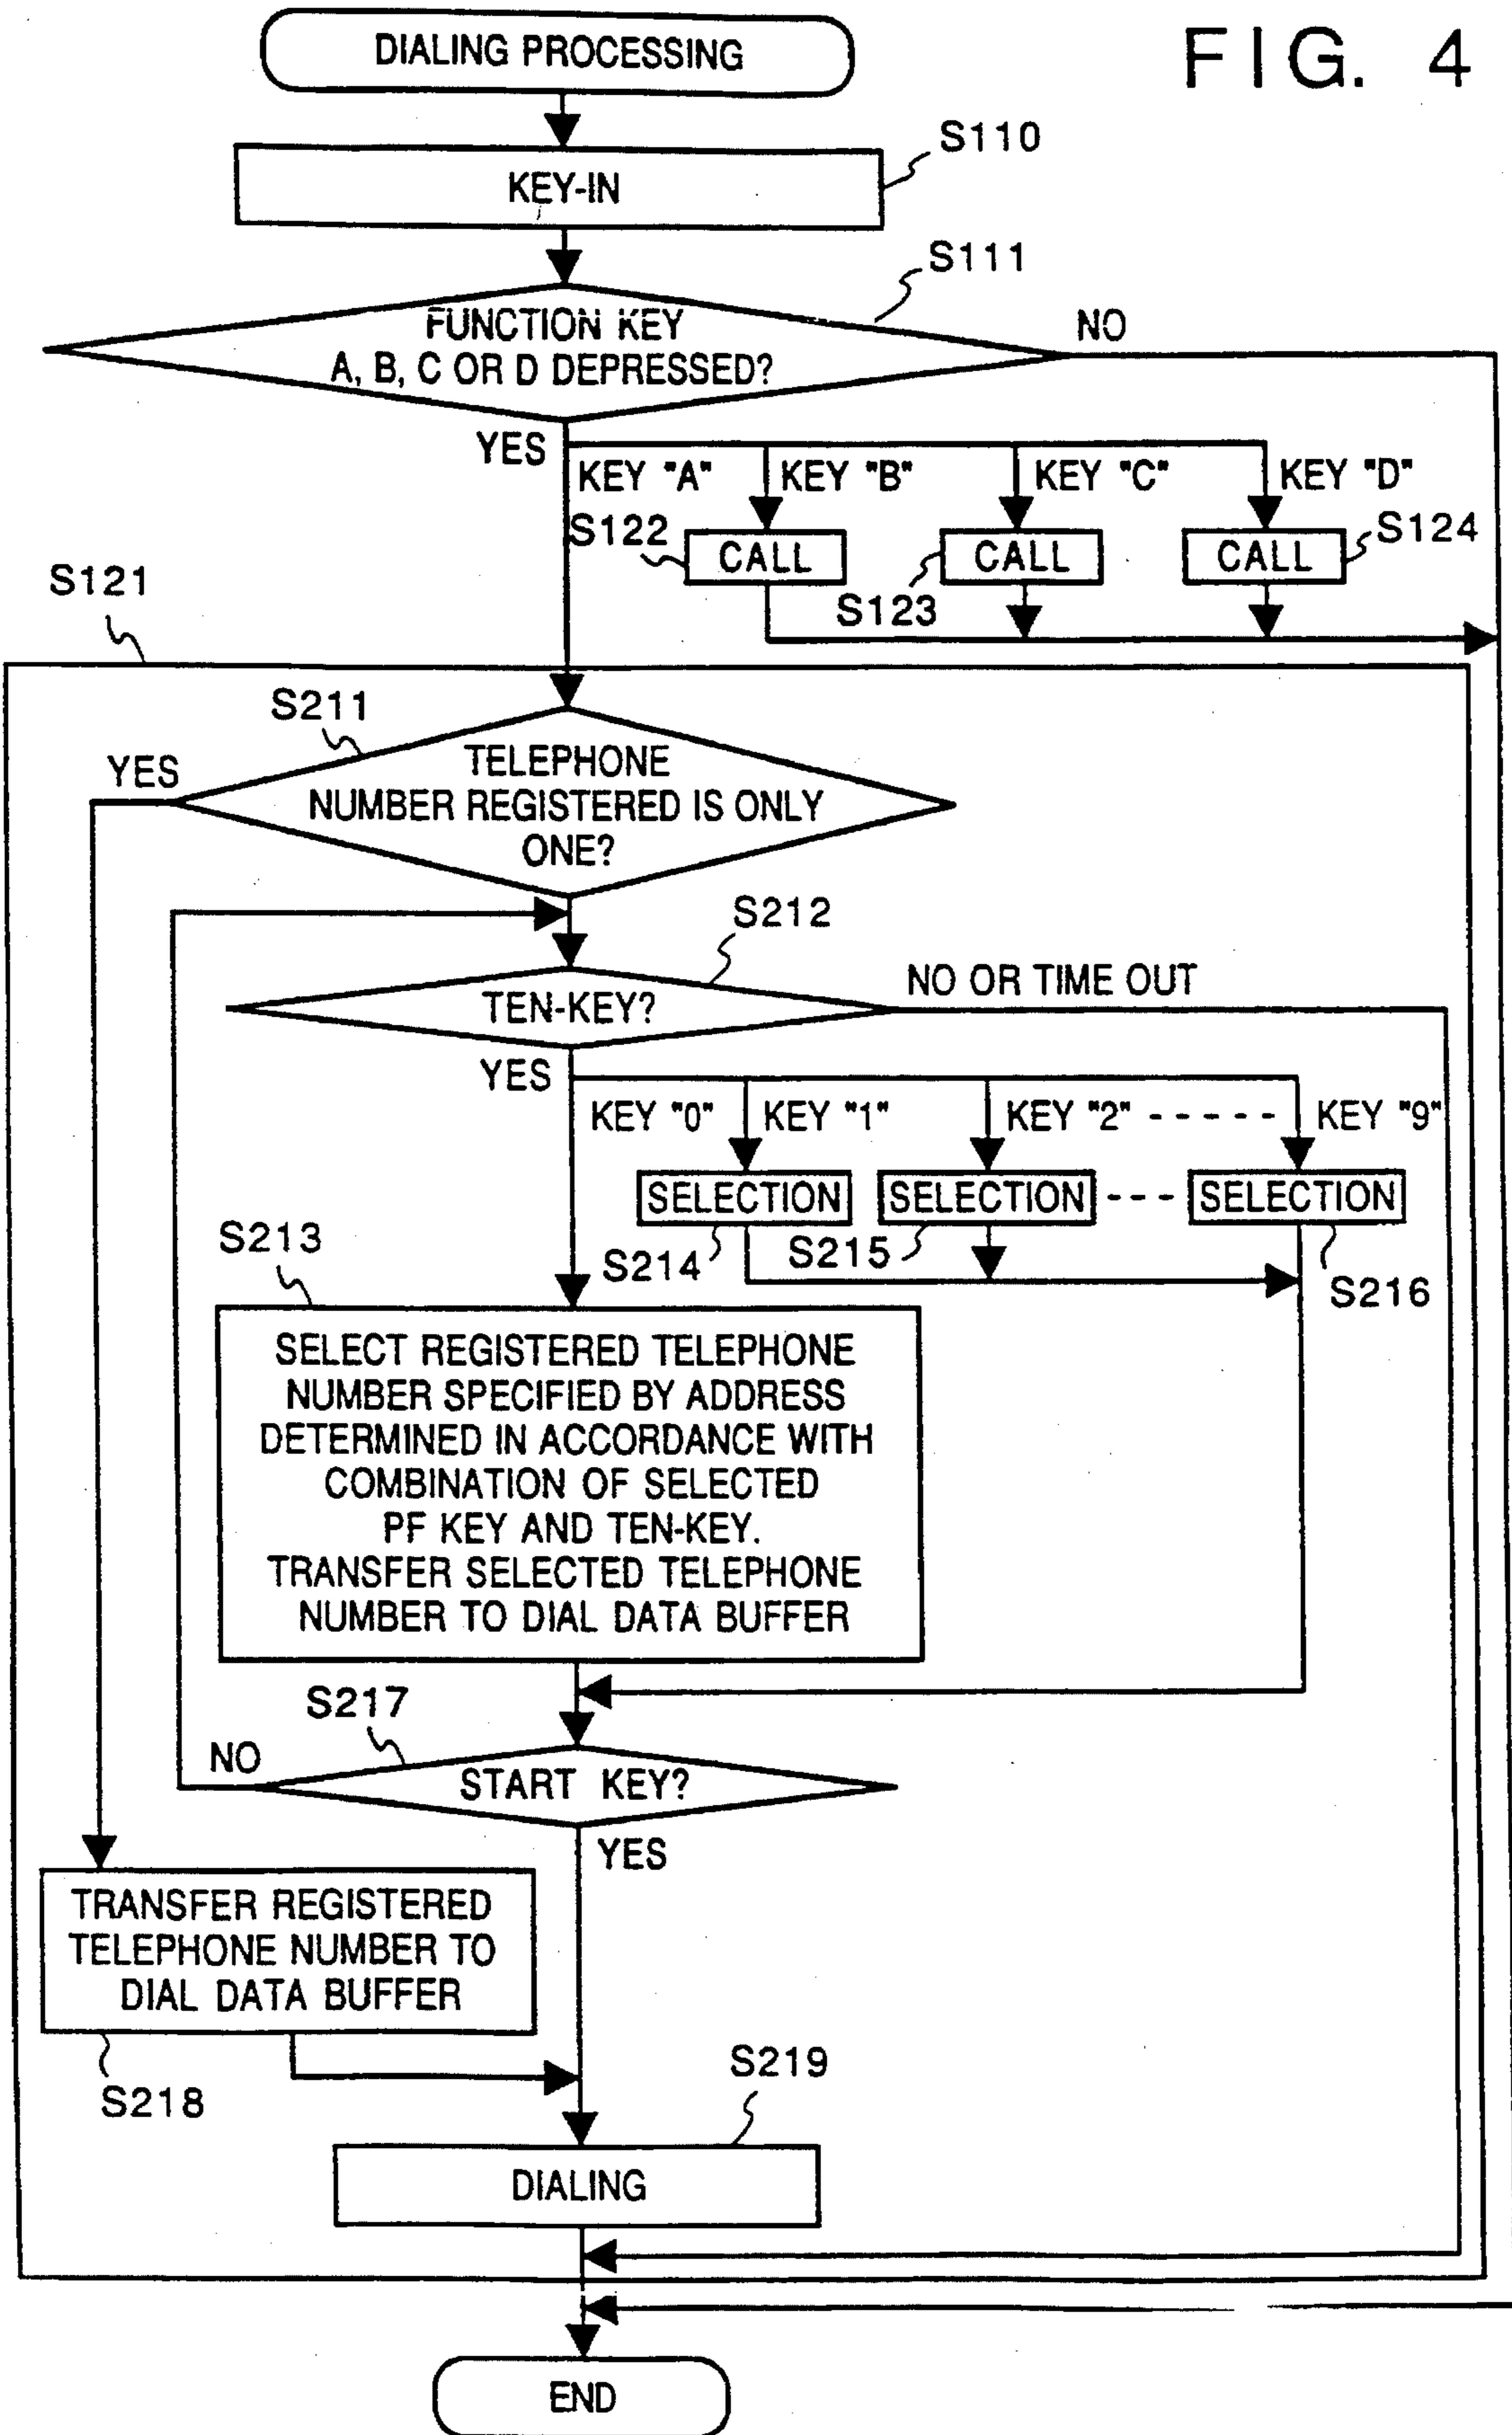 FIG. 4
DIALING PROCESSING
S110
KEY-IN
S111
FUNCTION KEY
A, B, C OR D DEPRESSED?
NO
YES
KEY "A"
KEY "B"
KEY "C"
KEY "D"
S122
CALL
S123
CALL
S124
CALL
S121
S211
YES
TELEPHONE
NUMBER REGISTERED IS ONLY
ONE?
S212
TEN-KEY?
NO OR TIME OUT
YES
KEY "0"
KEY "1"
KEY "2" -----
KEY "9"
SELECTION
SELECTION ---
SELECTION
S213
S214
S215
S216
SELECT REGISTERED TELEPHONE
NUMBER SPECIFIED BY ADDRESS
DETERMINED IN ACCORDANCE WITH
COMBINATION OF SELECTED
PF KEY AND TEN-KEY.
TRANSFER SELECTED TELEPHONE
NUMBER TO DIAL DATA BUFFER
S217
NO
START KEY?
YES
TRANSFER REGISTERED
TELEPHONE NUMBER TO
DIAL DATA BUFFER
S218
S219
DIALING
END